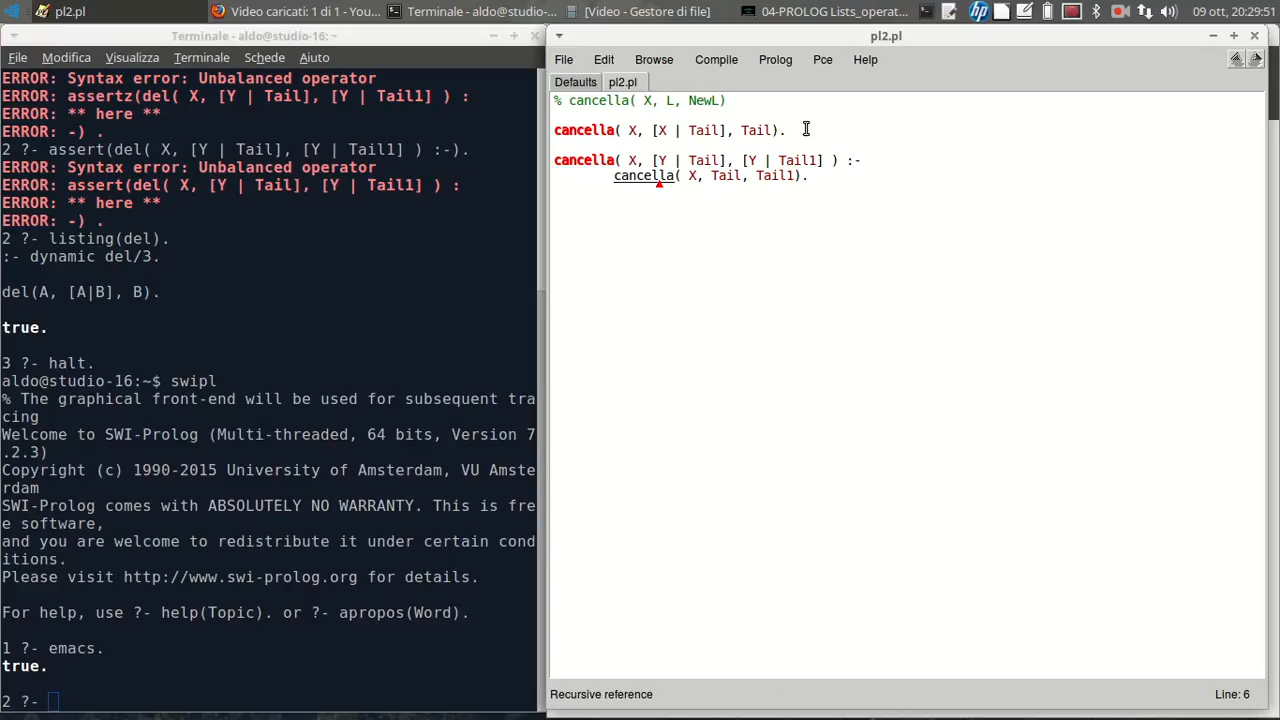 pl2.pl
Video caricati: 1 di 1 - You...
Terminale - aldo@studio-...
[Video - Gestore di file]
04-PROLOG Lists_operat...
09 ott, 20:29:51
Terminale - aldo@studio-16:~
File Modifica Visualizza Terminale Schede Aiuto
ERROR: Syntax error: Unbalanced operator
ERROR: assertz(del( X, [Y | Tail], [Y | Tail1] ) :
ERROR: ** here **
ERROR: -) .
2 ?- assert(del( X, [Y | Tail], [Y | Tail1] ) :-).
ERROR: Syntax error: Unbalanced operator
ERROR: assert(del( X, [Y | Tail], [Y | Tail1] ) :
ERROR: ** here **
ERROR: -) .
2 ?- listing(del).
:- dynamic del/3.
del(A, [A|B], B).
true.
3 ?- halt.
aldo@studio-16:~$ swipl
% The graphical front-end will be used for subsequent tra
cing
Welcome to SWI-Prolog (Multi-threaded, 64 bits, Version 7
.2.3)
Copyright (c) 1990-2015 University of Amsterdam, VU Amste
rdam
SWI-Prolog comes with ABSOLUTELY NO WARRANTY. This is fre
e software,
and you are welcome to redistribute it under certain cond
itions.
Please visit http://www.swi-prolog.org for details.
For help, use ?- help(Topic). or ?- apropos(Word).
1 ?- emacs.
true.
2 ?-
pl2.pl
File Edit Browse Compile Prolog Pce Help
Defaults pl2.pl
% cancella( X, L, NewL)
cancella( X, [X | Tail], Tail).
cancella( X, [Y | Tail], [Y | Tail1] ) :-
cancella( X, Tail, Tail1).
Recursive reference
Line: 6